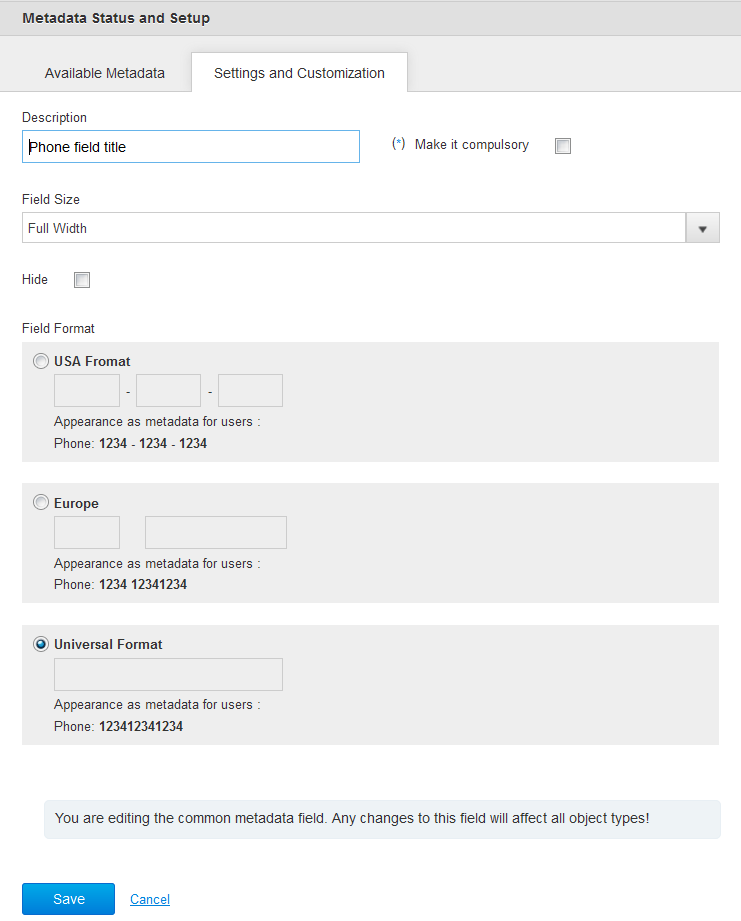 Metadata Status and Setup
Available Metadata Settings and Customization
Description
Phone field title (*) Make it compulsory
Field Size
Full Width
Hide
Field Format
USA Fromat
- -
Appearance as metadata for users :
Phone: 1234 - 1234 - 1234
Europe
Appearance as metadata for users :
Phone: 1234 12341234
Universal Format
Appearance as metadata for users :
Phone: 123412341234
You are editing the common metadata field. Any changes to this field will affect all object types!
Save Cancel